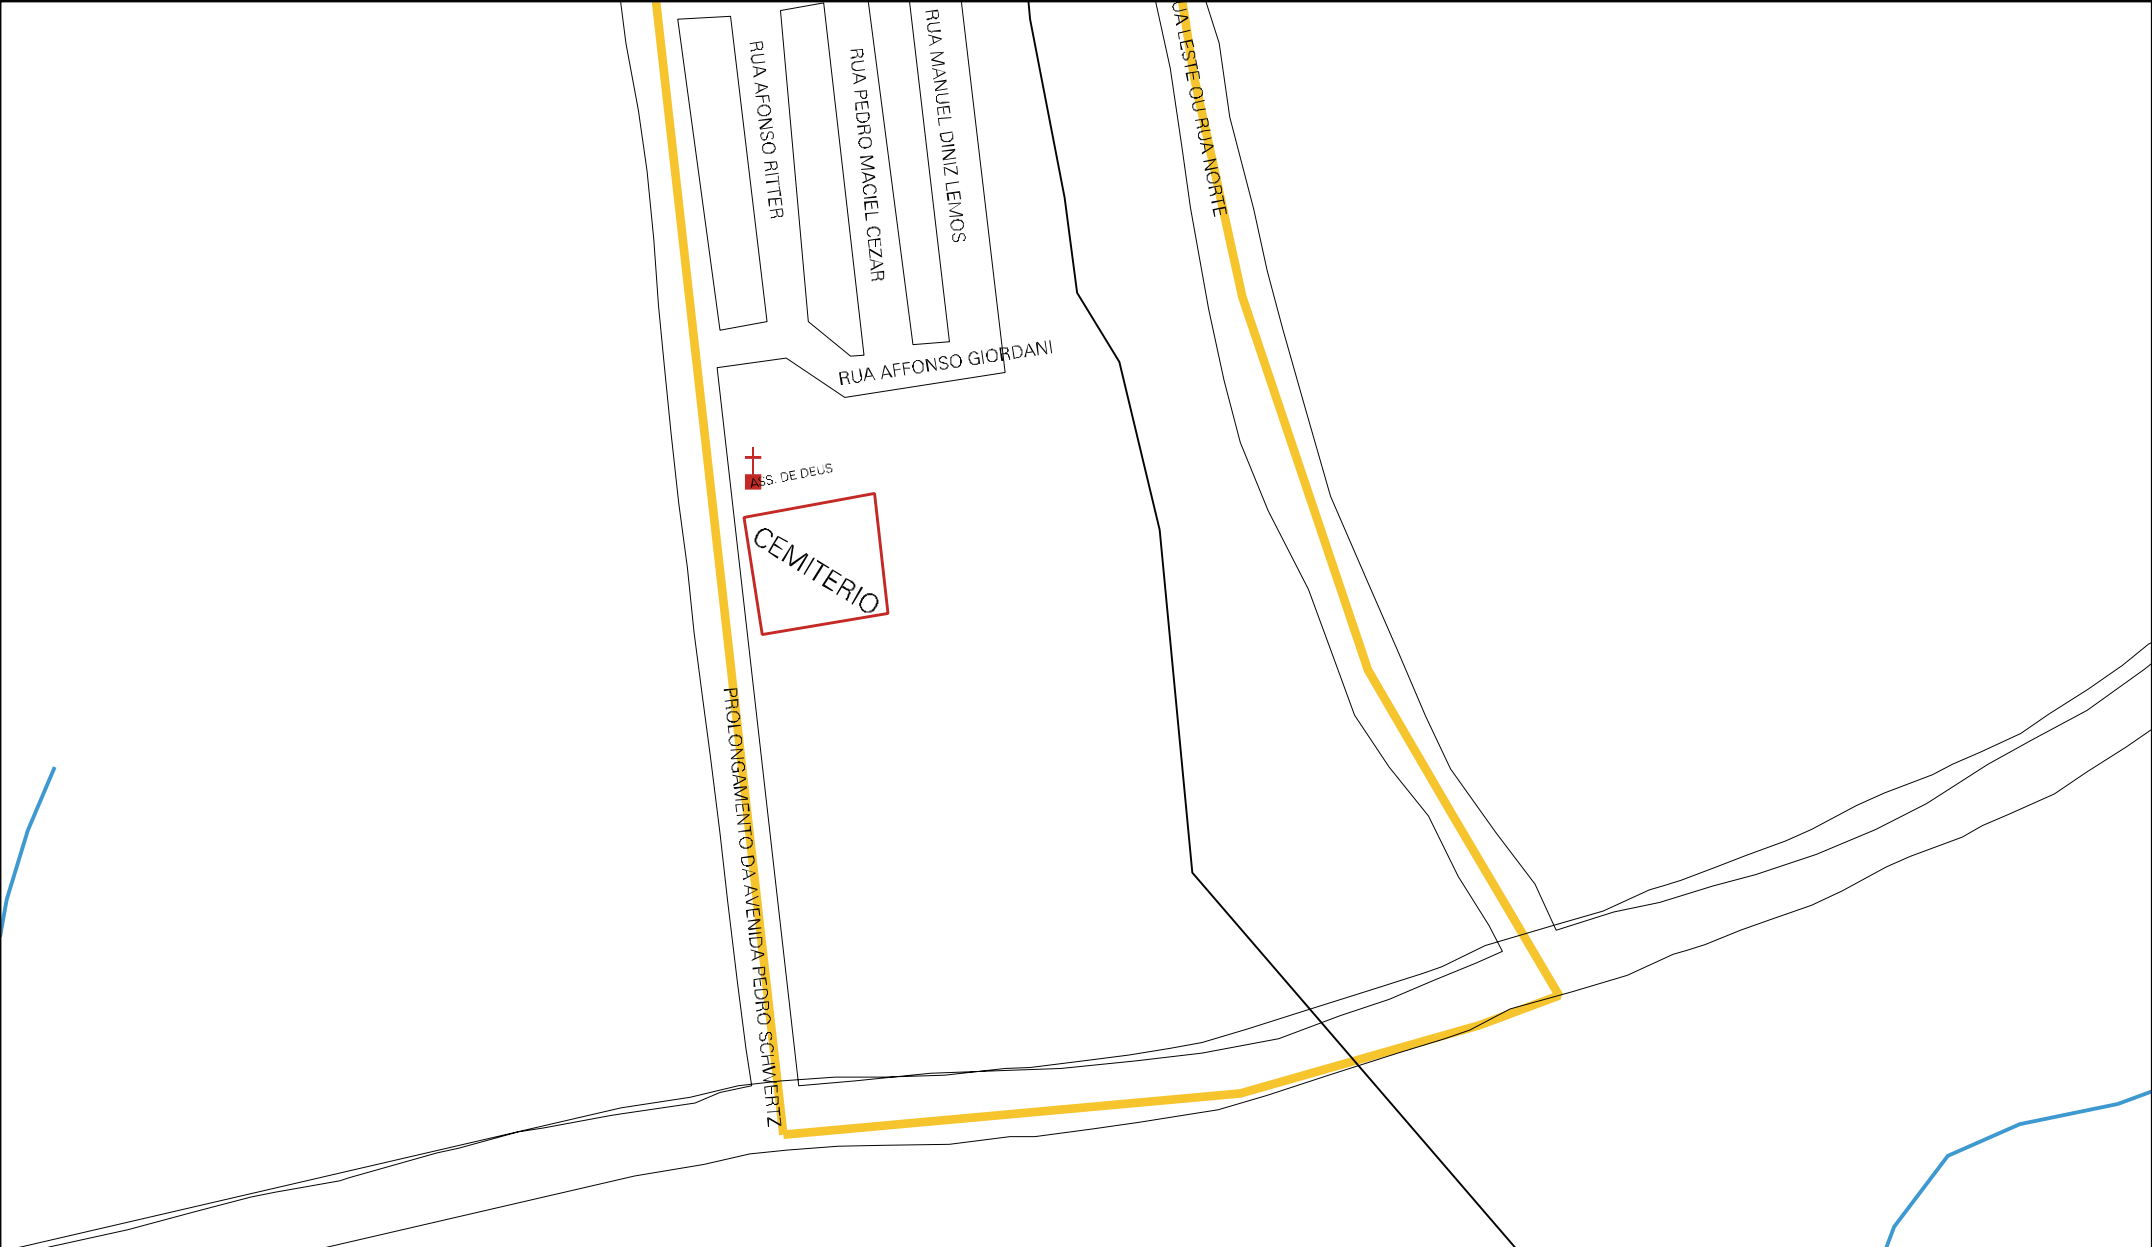 RUA AFONSO RITTER
RUA PEDRO MACIEL CEZAR
RUA MANUEL DINIZ LEMOS
UA LESTE OU RUA NORTE
RUA AFFONSO GIORDANI
ASS. DE DEUS
CEMITERIO
PROLONGAMENTO DA AVENIDA PEDRO SCHWERTZ